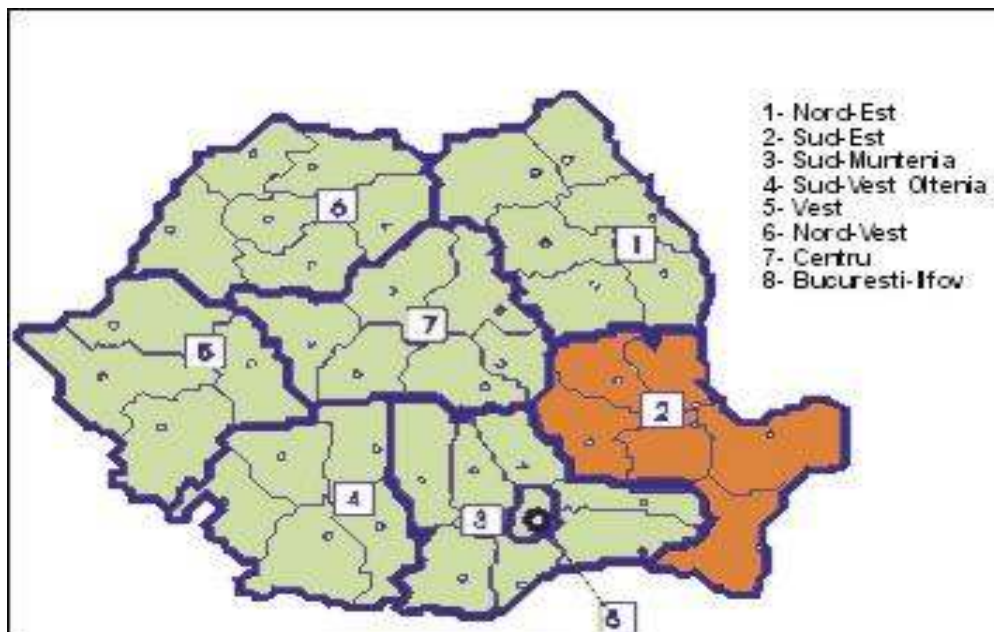 1- Nord-Est
2- Sud-Est
3- Sud-Muntenia
4- Sud-Vest Oltenia
5- Vest
6- Nord-Vest
7- Centru
8- Bucuresti-Ilfov
6
1
7
5
2
4
3
8